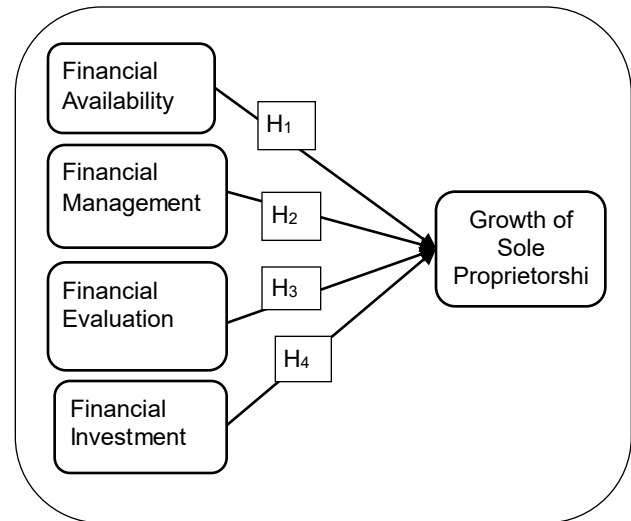 Financial
Availability
H₁
Financial
Management
H₂
Growth of
Sole
Proprietorshi
Financial
Evaluation
H₃
Financial
Investment
H₄